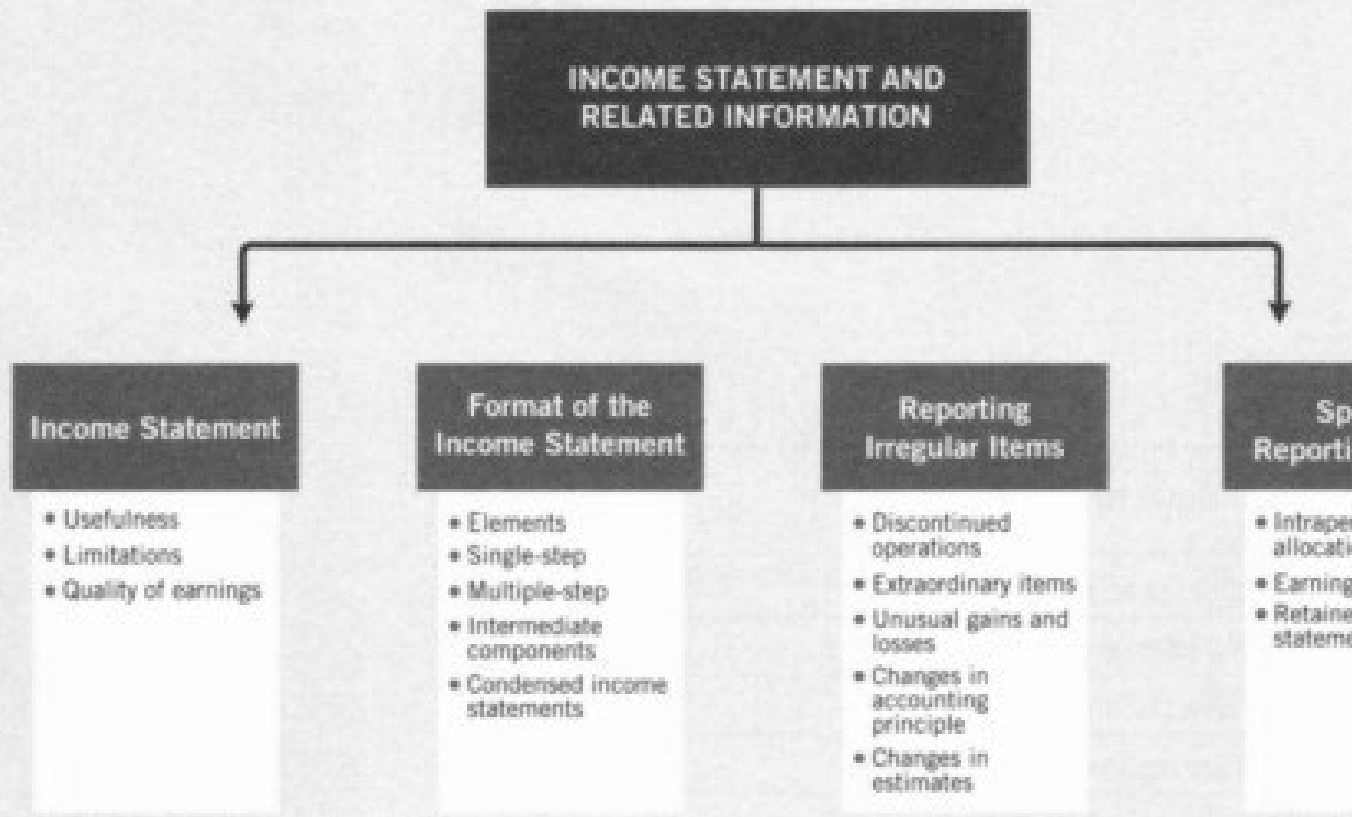 INCOME STATEMENT AND
RELATED INFORMATION
Income Statement
• Usefulness
• Limitations
• Quality of earnings
Format of the
Income Statement
• Elements
• Single-step
• Multiple-step
• Intermediate
components
• Condensed income
statements
Reporting
Irregular Items
• Discontinued
operations
• Extraordinary items
• Unusual gains and
losses
• Changes in
accounting
principle
• Changes in
estimates